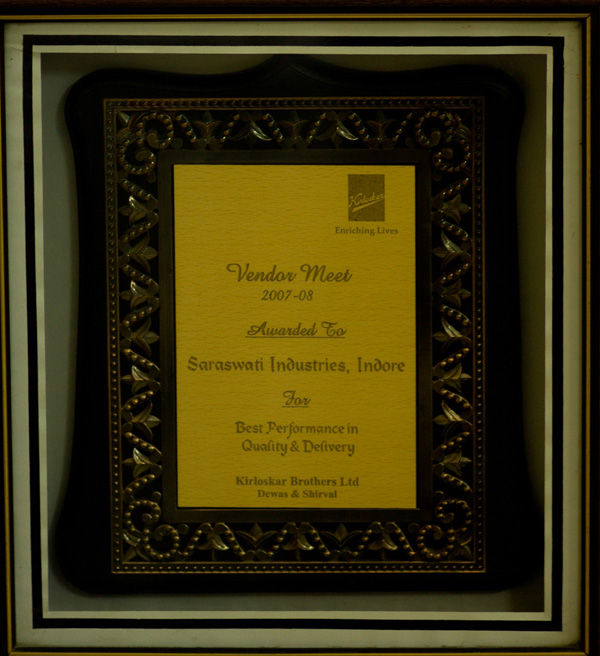 Kirloskar
Enriching Lives
Vendor Meet
2007-08
Awarded To
Saraswati Industries, Indore
For
Best Performance in
Quality & Delivery
Kirloskar Brothers Ltd
Dewas & Shirval